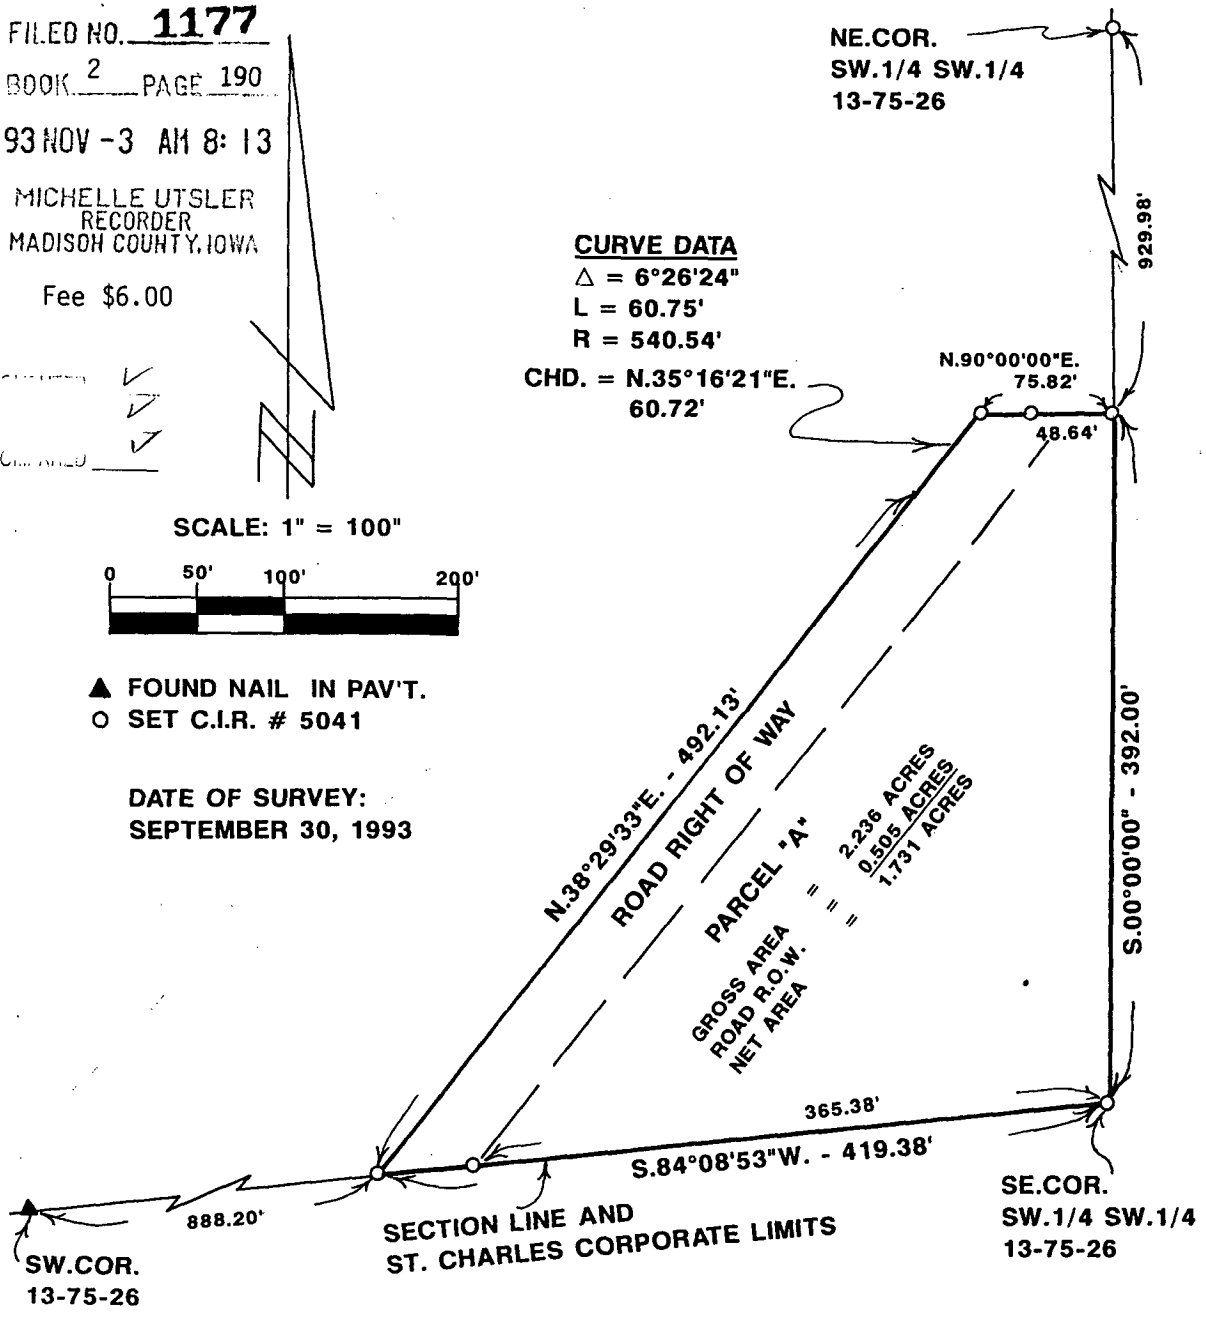 FILED NO. 1177
BOOK 2 PAGE 190
93 NOV -3 AM 8: 13
MICHELLE UTSLER
RECORDER
MADISON COUNTY, IOWA
Fee $6.00
NE.COR.
SW.1/4 SW.1/4
13-75-26
929.98'
CURVE DATA
△ = 6°26'24"
L = 60.75'
R = 540.54'
CHD. = N.35°16'21"E.
60.72'
N.90°00'00"E.
75.82'
48.64'
SCALE: 1" = 100"
0 50' 100' 200'
▲ FOUND NAIL IN PAV'T.
○ SET C.I.R. # 5041
DATE OF SURVEY:
SEPTEMBER 30, 1993
N.38°29'33"E. - 492.13'
ROAD RIGHT OF WAY
PARCEL "A"
GROSS AREA = 2.236 ACRES
ROAD R.O.W. = 0.505 ACRES
NET AREA = 1.731 ACRES
S.00°00'00" - 392.00'
365.38'
S.84°08'53"W. - 419.38'
888.20'
SECTION LINE AND
ST. CHARLES CORPORATE LIMITS
SW.COR.
13-75-26
SE.COR.
SW.1/4 SW.1/4
13-75-26